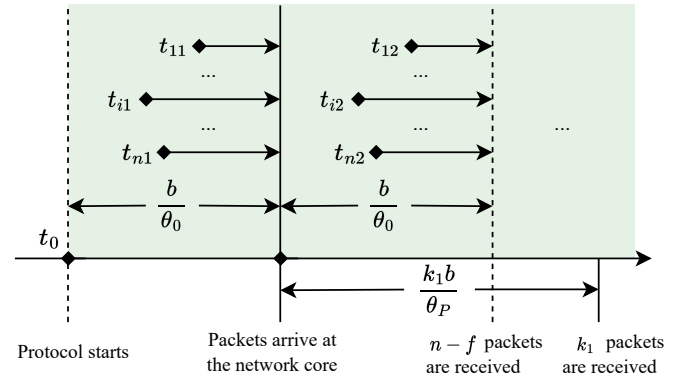 t₁₁
t₁₂
...
...
tᵢ₁
tᵢ₂
...
...
...
tₙ₁
tₙ₂
b/θ₀
b/θ₀
t₀
k₁b/θ_P
Protocol starts
Packets arrive at
the network core
n − f packets
are received
k₁ packets
are received